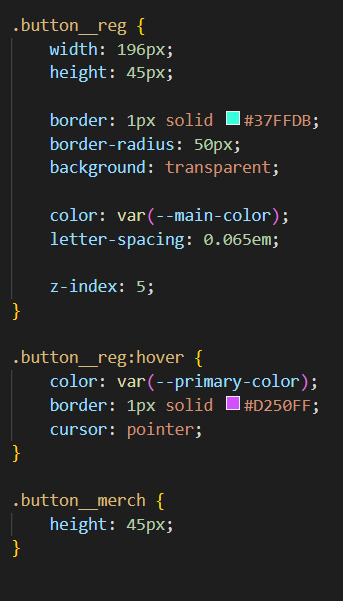 .button__reg {
    width: 196px;
    height: 45px;

    border: 1px solid #37FFDB;
    border-radius: 50px;
    background: transparent;

    color: var(--main-color);
    letter-spacing: 0.065em;

    z-index: 5;
}

.button__reg:hover {
    color: var(--primary-color);
    border: 1px solid #D250FF;
    cursor: pointer;
}

.button__merch {
    height: 45px;
}